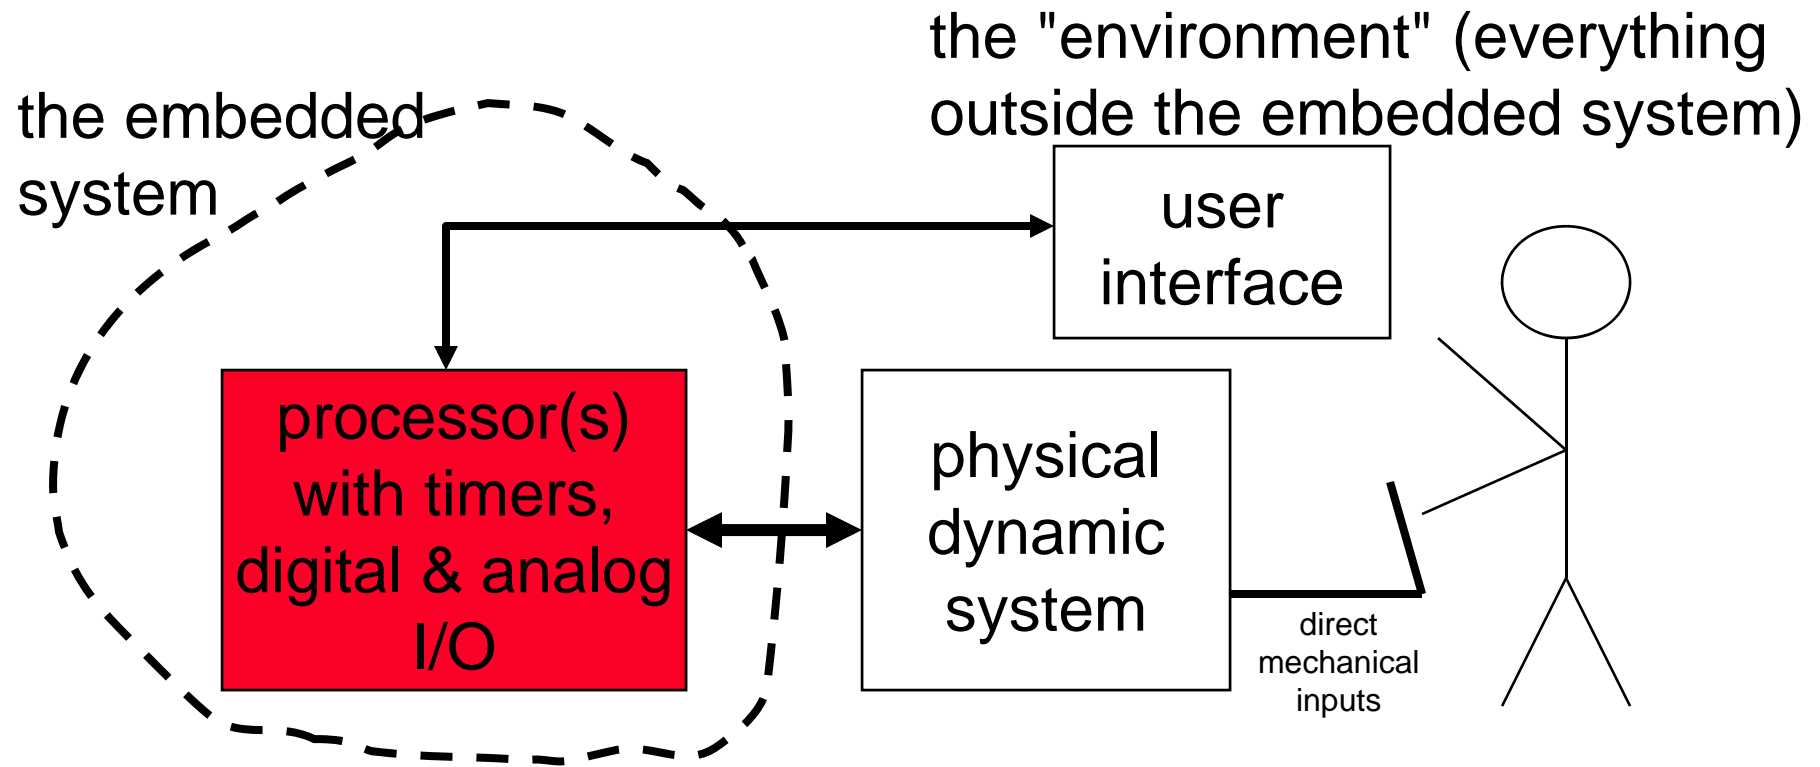 the "environment" (everything
outside the embedded system)
the embedded
system
user
interface
processor(s)
with timers,
digital & analog
I/O
physical
dynamic
system
direct
mechanical
inputs